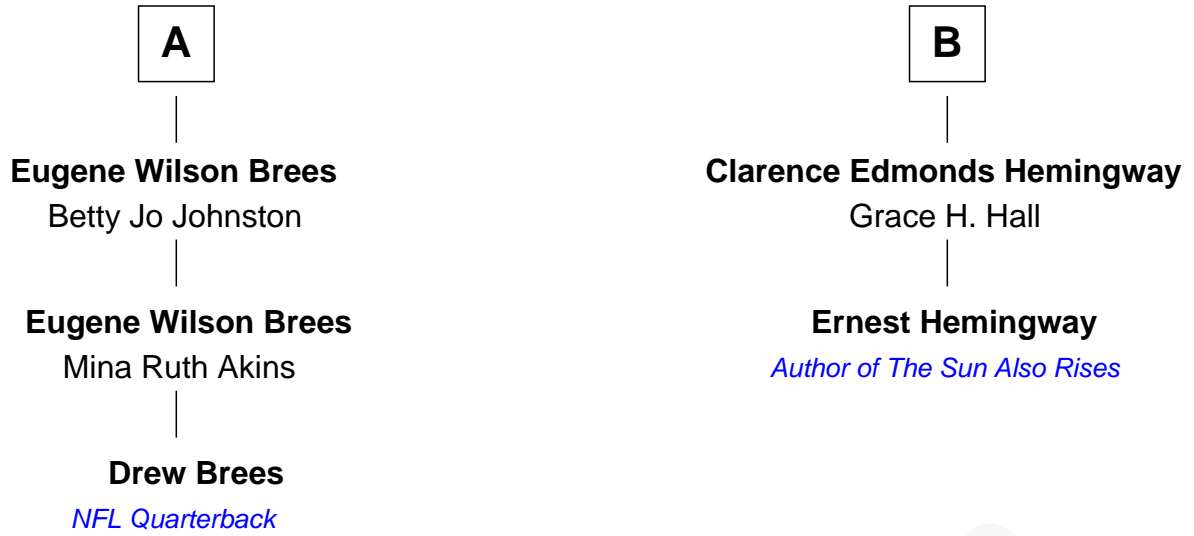 A
Eugene Wilson Brees
Betty Jo Johnston
Eugene Wilson Brees
Mina Ruth Akins
Drew Brees
NFL Quarterback
B
Clarence Edmonds Hemingway
Grace H. Hall
Ernest Hemingway
Author of The Sun Also Rises